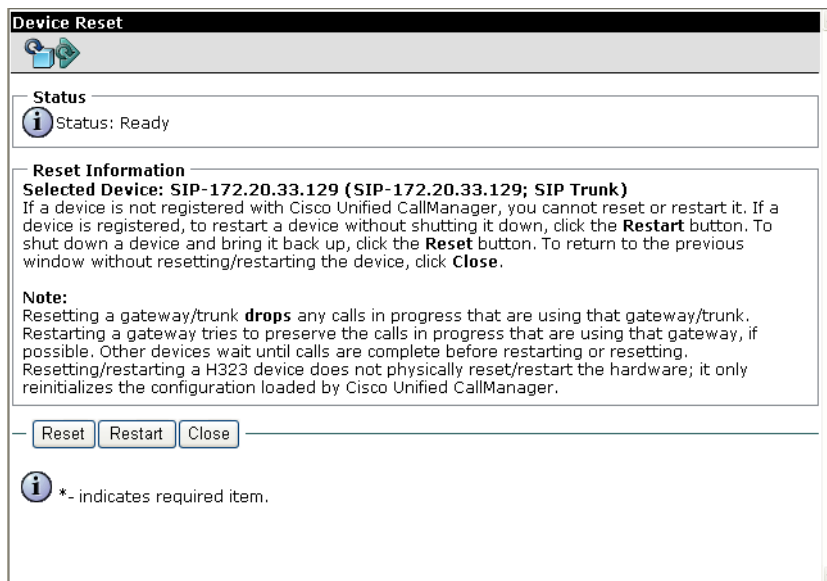 Device Reset
Status
i Status: Ready
Reset Information
Selected Device: SIP-172.20.33.129 (SIP-172.20.33.129; SIP Trunk)
If a device is not registered with Cisco Unified CallManager, you cannot reset or restart it. If a
device is registered, to restart a device without shutting it down, click the Restart button. To
shut down a device and bring it back up, click the Reset button. To return to the previous
window without resetting/restarting the device, click Close.
Note:
Resetting a gateway/trunk drops any calls in progress that are using that gateway/trunk.
Restarting a gateway tries to preserve the calls in progress that are using that gateway, if
possible. Other devices wait until calls are complete before restarting or resetting.
Resetting/restarting a H323 device does not physically reset/restart the hardware; it only
reinitializes the configuration loaded by Cisco Unified CallManager.
Reset Restart Close
i *- indicates required item.